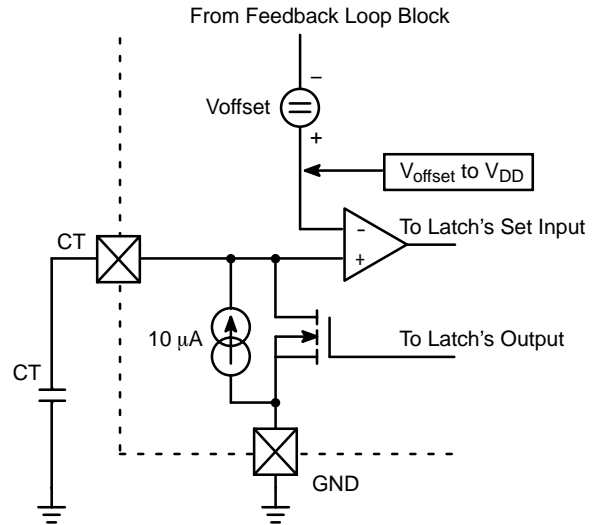 From Feedback Loop Block
−
Voffset
+
Voffset to VDD
−
To Latch's Set Input
CT
+
10 μA
To Latch's Output
CT
GND